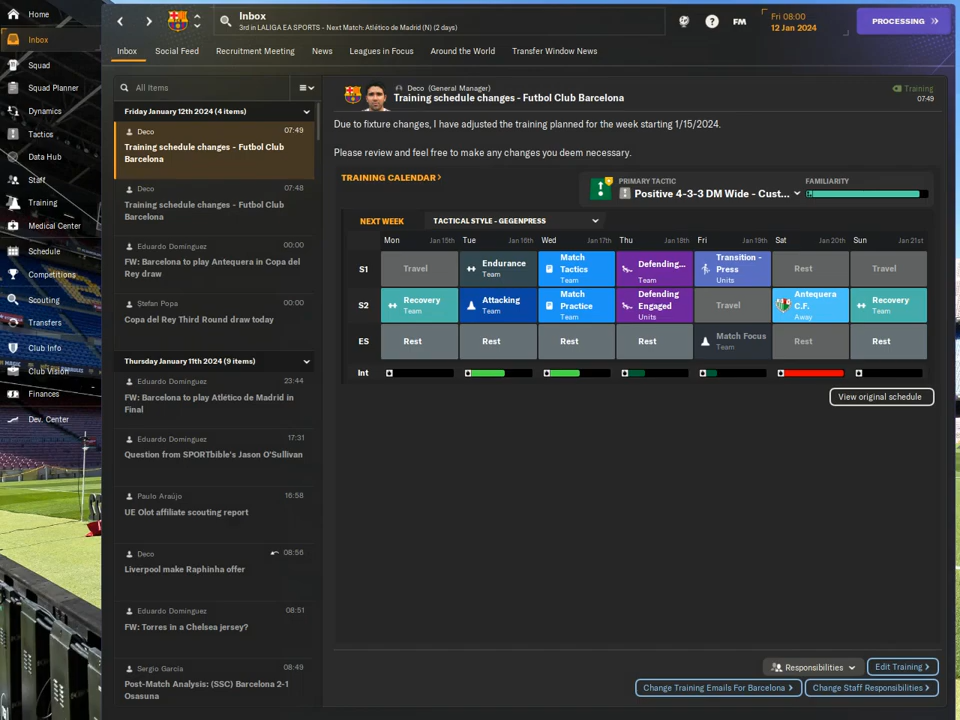 Home
Inbox
Squad
Squad Planner
Dynamics
Tactics
Data Hub
Staff
Training
Medical Center
Schedule
Competitions
Scouting
Transfers
Club Info
Club Vision
Finances
Dev. Center
Inbox
3rd in LALIGA EA SPORTS - Next Match: Atlético de Madrid (N) (2 days)
?
FM
Fri 08:00
12 Jan 2024
PROCESSING
Inbox
Social Feed
Recruitment Meeting
News
Leagues in Focus
Around the World
Transfer Window News
All Items
Friday January 12th 2024 (4 items)
Deco
07:49
Training schedule changes - Futbol Club
Barcelona
Deco
07:48
Training schedule changes - Futbol Club
Barcelona
Eduardo Dominguez
00:00
FW: Barcelona to play Antequera in Copa del
Rey draw
Ștefan Popa
00:00
Copa del Rey Third Round draw today
Thursday January 11th 2024 (9 items)
Eduardo Dominguez
23:44
FW: Barcelona to play Atlético de Madrid in
Final
Eduardo Dominguez
17:31
Question from SPORTbible's Jason O'Sullivan
Paulo Araújo
16:58
UE Olot affiliate scouting report
Deco
08:56
Liverpool make Raphinha offer
Eduardo Dominguez
08:51
FW: Torres in a Chelsea jersey?
Sergio García
08:49
Post-Match Analysis: (SSC) Barcelona 2-1
Osasuna
Deco (General Manager)
Training schedule changes - Futbol Club Barcelona
Training
07:49
Due to fixture changes, I have adjusted the training planned for the week starting 1/15/2024.
Please review and feel free to make any changes you deem necessary.
TRAINING CALENDAR
PRIMARY TACTIC
Positive 4-3-3 DM Wide - Cust...
FAMILIARITY
NEXT WEEK
TACTICAL STYLE - GEGENPRESS
Mon Jan 15th
Tue Jan 16th
Wed Jan 17th
Thu Jan 18th
Fri Jan 19th
Sat Jan 20th
Sun Jan 21st
S1
Travel
Endurance
Team
Match
Tactics
Team
Defending...
Team
Transition -
Press
Units
Rest
Travel
S2
Recovery
Team
Attacking
Team
Match
Practice
Team
Defending
Engaged
Units
Travel
Antequera
C.F.
Away
Recovery
Team
ES
Rest
Rest
Rest
Rest
Match Focus
Team
Rest
Rest
Int
View original schedule
Responsibilities
Edit Training
Change Training Emails For Barcelona
Change Staff Responsibilities